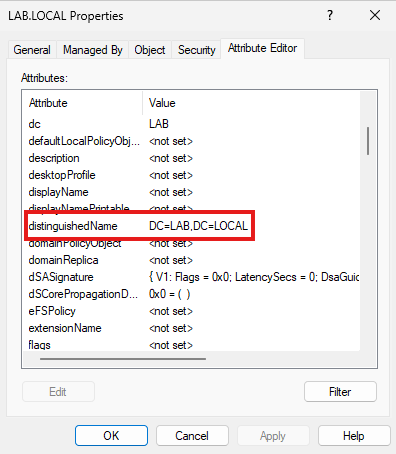 LAB.LOCAL Properties ? ×
General Managed By Object Security Attribute Editor
Attributes:
Attribute Value
dc LAB
defaultLocalPolicyObj... <not set>
description <not set>
desktopProfile <not set>
displayName <not set>
displayNamePrintable <not set>
distinguishedName DC=LAB,DC=LOCAL
domainPolicyObject <not set>
domainReplica <not set>
dSASignature { V1: Flags = 0x0; LatencySecs = 0; DsaGuid
dSCorePropagationD... 0x0 = ( )
eFSPolicy <not set>
extensionName <not set>
flags <not set>
Edit Filter
OK Cancel Apply Help